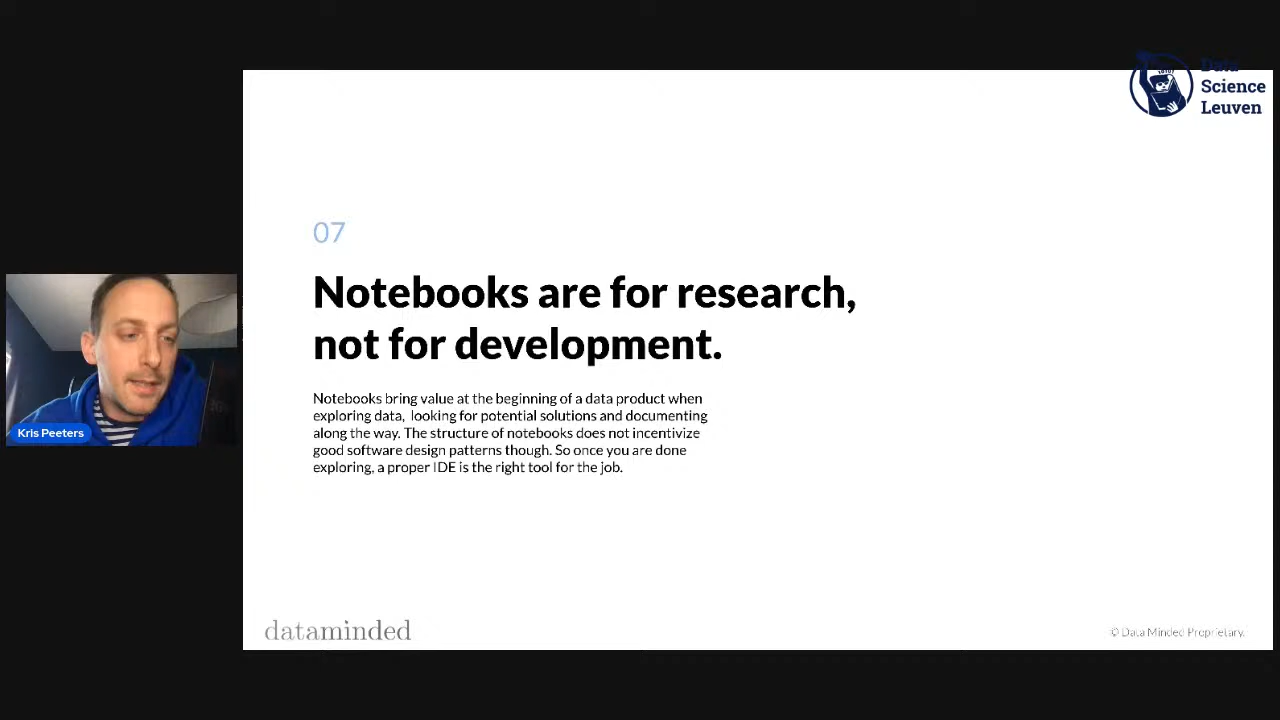 Data
Science
Leuven
07
Notebooks are for research,
not for development.
Notebooks bring value at the beginning of a data product when
exploring data, looking for potential solutions and documenting
along the way. The structure of notebooks does not incentivize
good software design patterns though. So once you are done
exploring, a proper IDE is the right tool for the job.
Kris Peeters
dataminded
© Data Minded Proprietary.